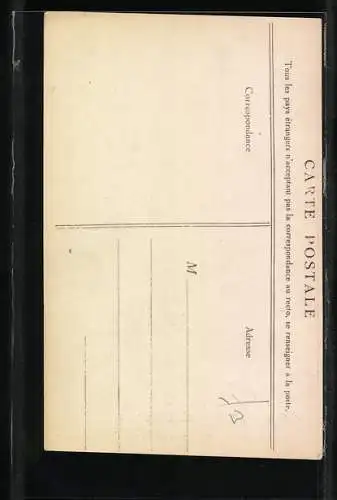 CARTE POSTALE
Tous les pays étrangers n'acceptant pas la correspondance au recto, se renseigner à la poste.
Correspondance
Adresse
M